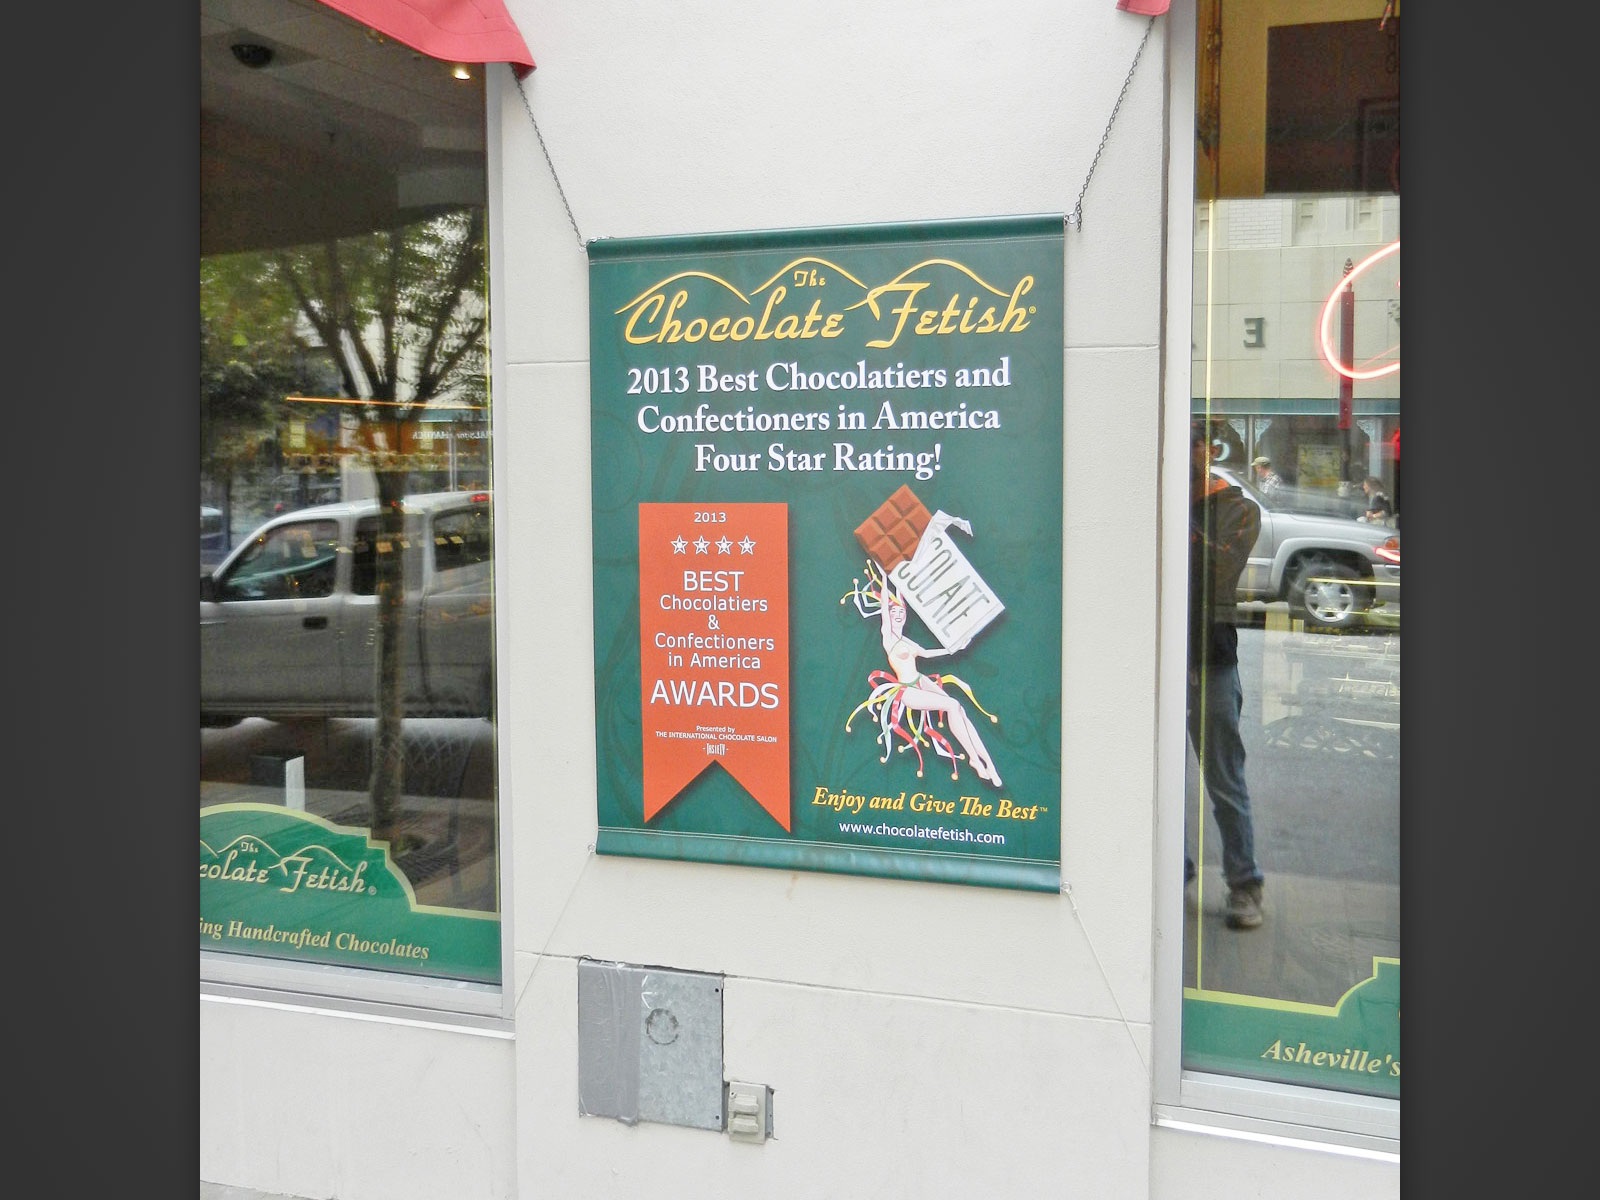 The
Chocolate Fetish®
2013 Best Chocolatiers and
Confectioners in America
Four Star Rating!
2013
BEST
Chocolatiers
&
Confectioners
in America
AWARDS
Presented by
THE INTERNATIONAL CHOCOLATE SALON
COLATE
Enjoy and Give The Best™
www.chocolatefetish.com
The
colate Fetish®
ing Handcrafted Chocolates
Asheville's